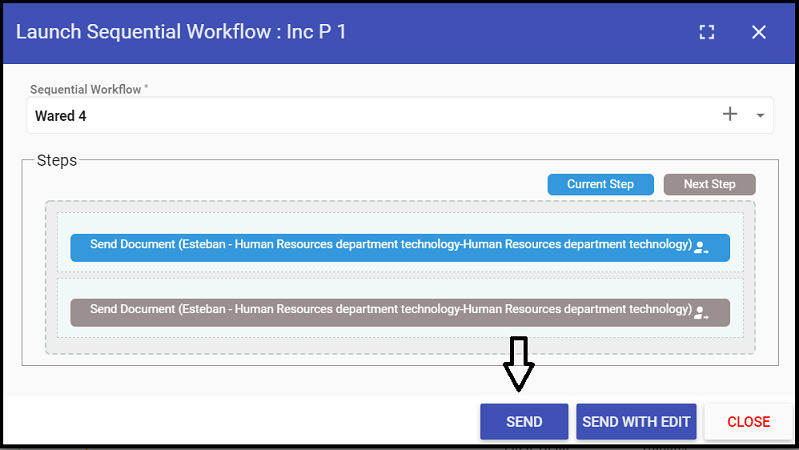 Launch Sequential Workflow : Inc P 1
Sequential Workflow *
Wared 4
Steps
Current Step
Next Step
Send Document (Esteban - Human Resources department technology-Human Resources department technology)
Send Document (Esteban - Human Resources department technology-Human Resources department technology)
SEND
SEND WITH EDIT
CLOSE